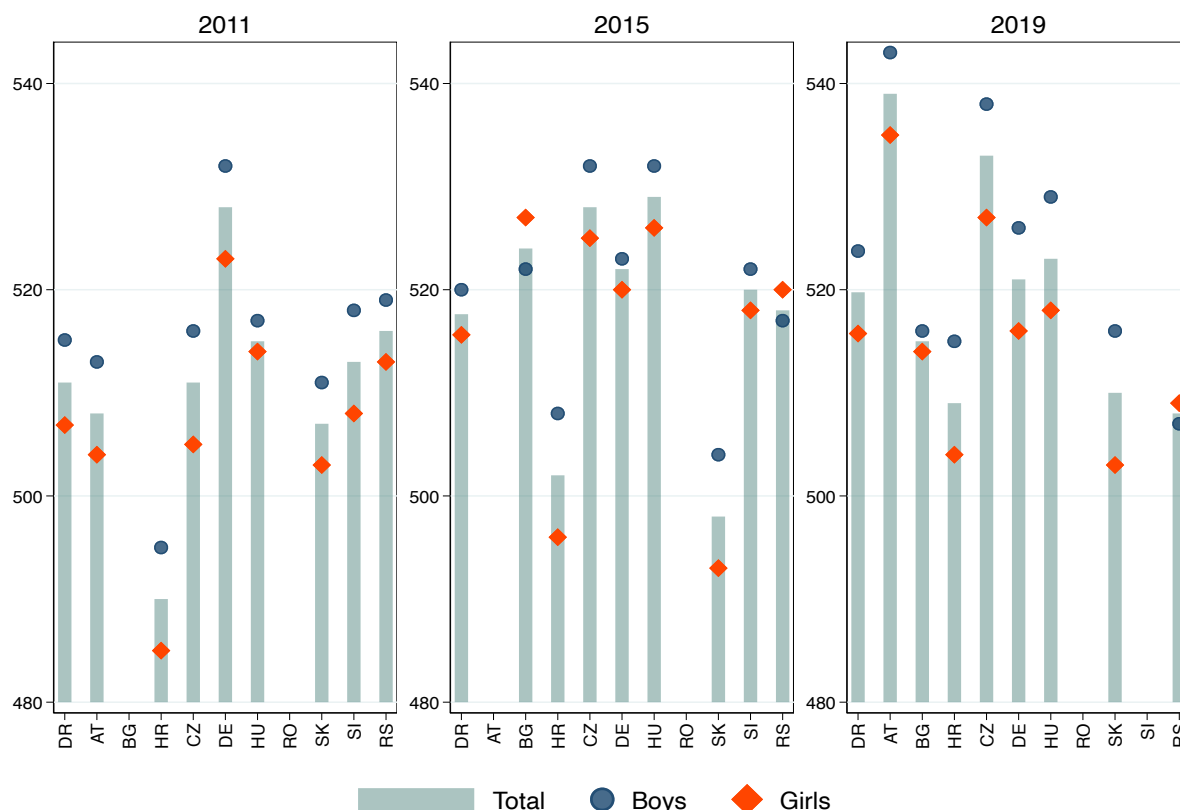 2011 2015 2019
540 540 540
520 520 520
500 500 500
480 480 480
DR AT BG HR CZ DE HU RO SK SI RS DR AT BG HR CZ DE HU RO SK SI RS DR AT BG HR CZ DE HU RO SK SI RS
Total Boys Girls